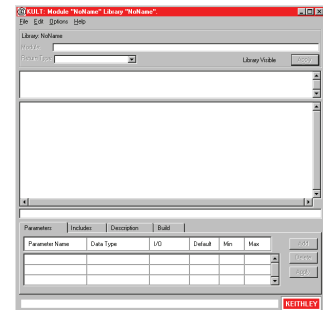 KULT: Module "NoName" Library "NoName".
File Edit Options Help
Library: NoName
Module:
Return Type:
Library Visible Apply
Parameters Includes Description Build
Parameter Name Data Type I/O Default Min Max
Add
Delete
Apply
KEITHLEY